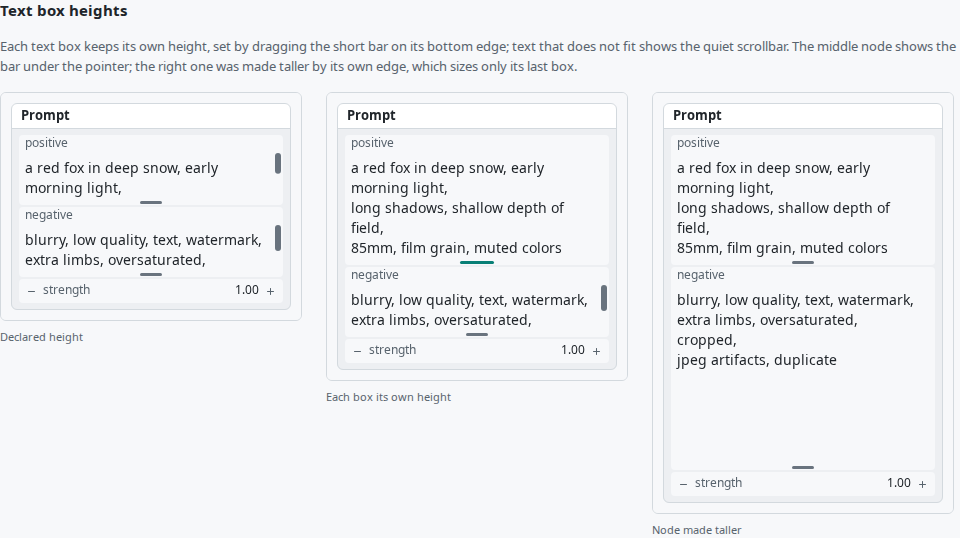 Text box heights
Each text box keeps its own height, set by dragging the short bar on its bottom edge; text that does not fit shows the quiet scrollbar. The middle node shows the
bar under the pointer; the right one was made taller by its own edge, which sizes only its last box.
Prompt
positive
a red fox in deep snow, early
morning light,
negative
blurry, low quality, text, watermark,
extra limbs, oversaturated,
– strength 1.00 +
Declared height
Prompt
positive
a red fox in deep snow, early
morning light,
long shadows, shallow depth of
field,
85mm, film grain, muted colors
negative
blurry, low quality, text, watermark,
extra limbs, oversaturated,
– strength 1.00 +
Each box its own height
Prompt
positive
a red fox in deep snow, early
morning light,
long shadows, shallow depth of
field,
85mm, film grain, muted colors
negative
blurry, low quality, text, watermark,
extra limbs, oversaturated,
cropped,
jpeg artifacts, duplicate
– strength 1.00 +
Node made taller